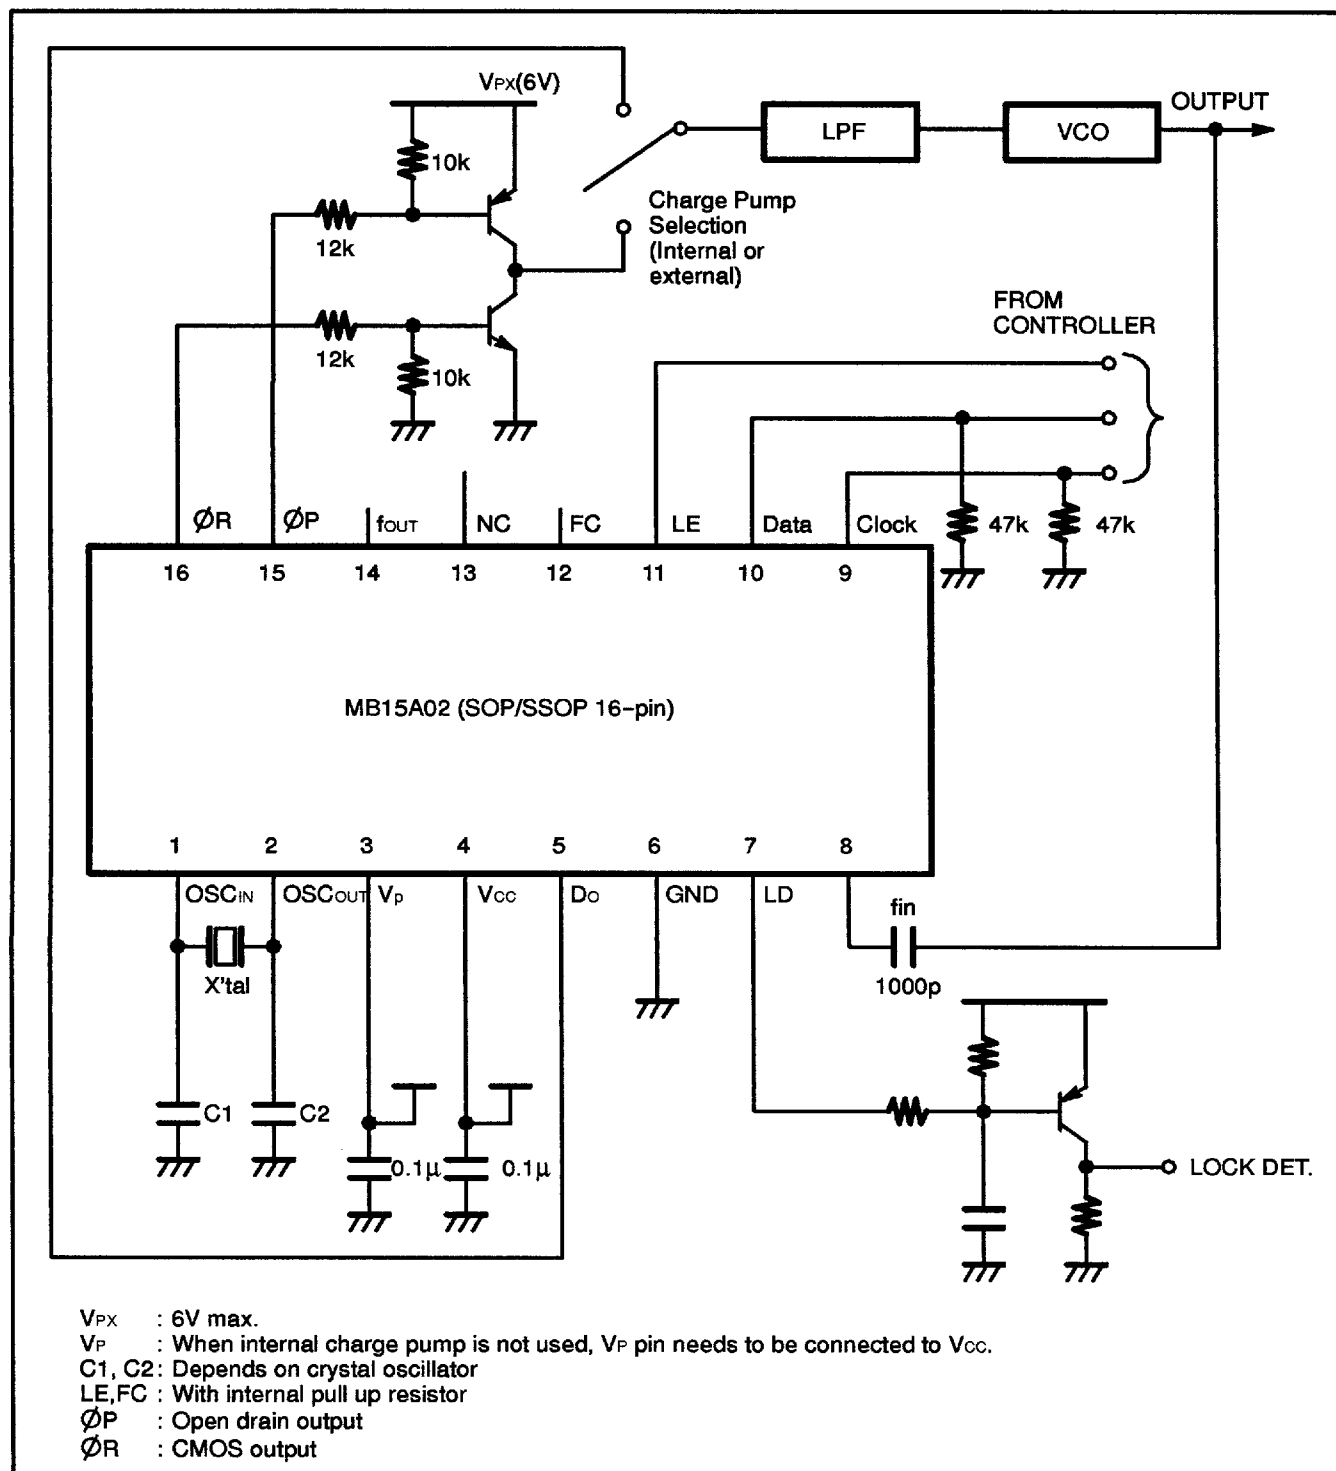 VPX(6V)
OUTPUT
LPF
VCO
10k
12k
Charge Pump
Selection
(Internal or
external)
12k
10k
FROM
CONTROLLER
ØR
ØP
fOUT
NC
FC
LE
Data
Clock
47k
47k
16 15 14 13 12 11 10 9
MB15A02 (SOP/SSOP 16-pin)
1 2 3 4 5 6 7 8
OSCIN
OSCOUT
Vp
VCC
DO
GND
LD
fin
X'tal
1000p
C1
C2
0.1µ
0.1µ
LOCK DET.
VPX : 6V max.
VP : When internal charge pump is not used, VP pin needs to be connected to VCC.
C1, C2 : Depends on crystal oscillator
LE,FC : With internal pull up resistor
ØP : Open drain output
ØR : CMOS output